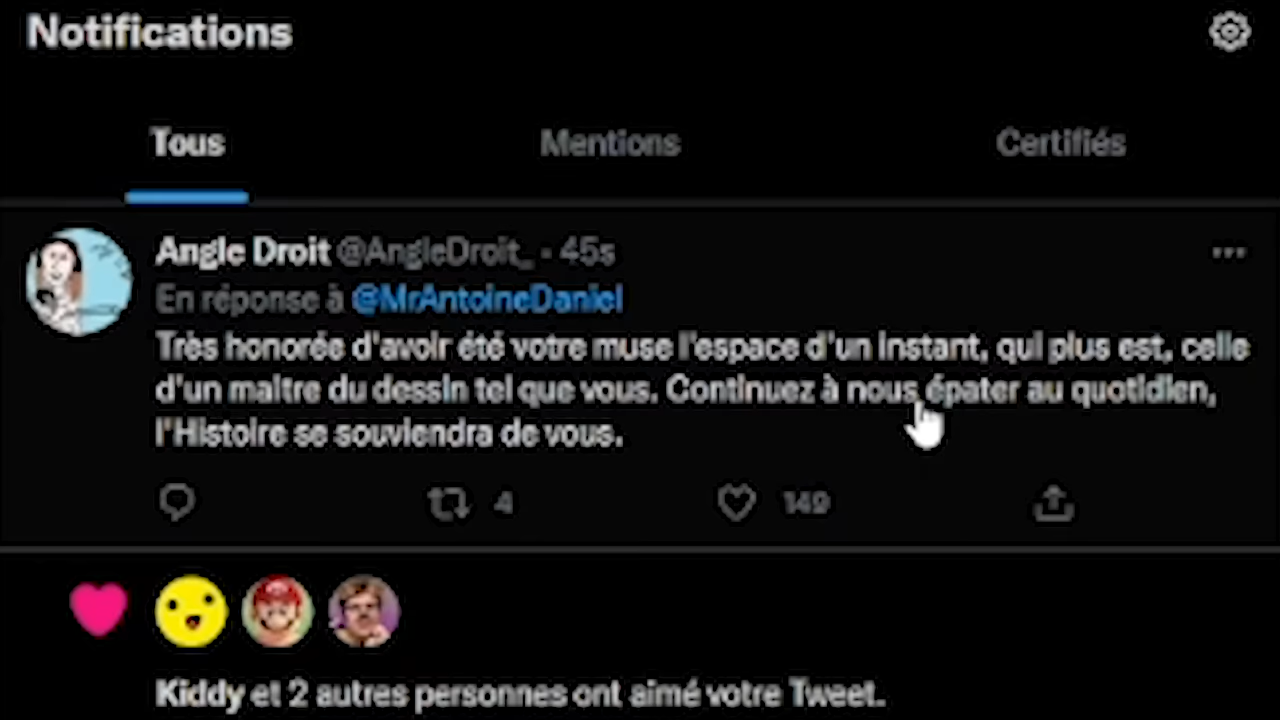 Notifications
Tous
Mentions
Certifiés
Angle Droit @AngleDroit_ · 45s
En réponse à @MrAntoineDaniel
Très honorée d'avoir été votre muse l'espace d'un instant, qui plus est, celle
d'un maître du dessin tel que vous. Continuez à nous épater au quotidien,
l'Histoire se souviendra de vous.
4
149
Kiddy et 2 autres personnes ont aimé votre Tweet.